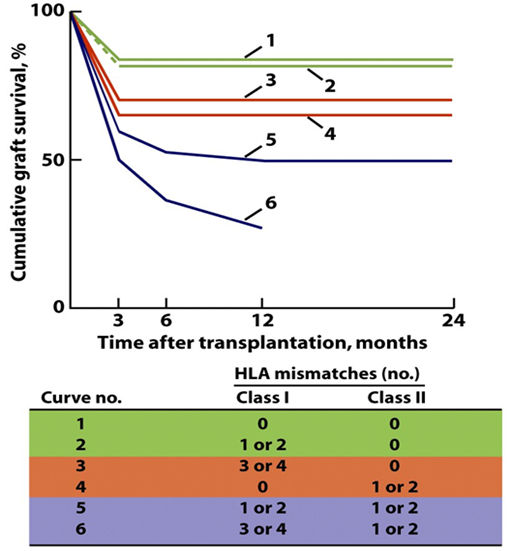 100
1
2
3
4
50
5
6
0
3 6 12 24
Cumulative graft survival, %
Time after transplantation, months
HLA mismatches (no.)
Curve no. Class I Class II
1 0 0
2 1 or 2 0
3 3 or 4 0
4 0 1 or 2
5 1 or 2 1 or 2
6 3 or 4 1 or 2